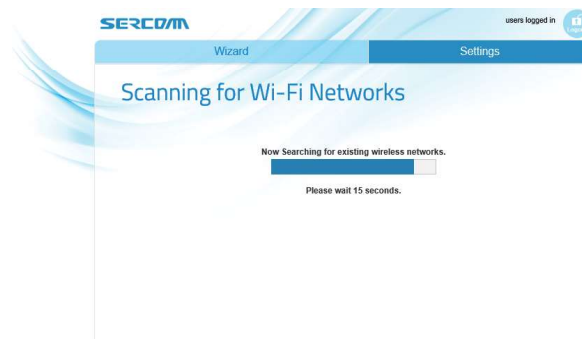 SERCOMM
users logged in
Wizard
Settings
Scanning for Wi-Fi Networks
Now Searching for existing wireless networks.
Please wait 15 seconds.